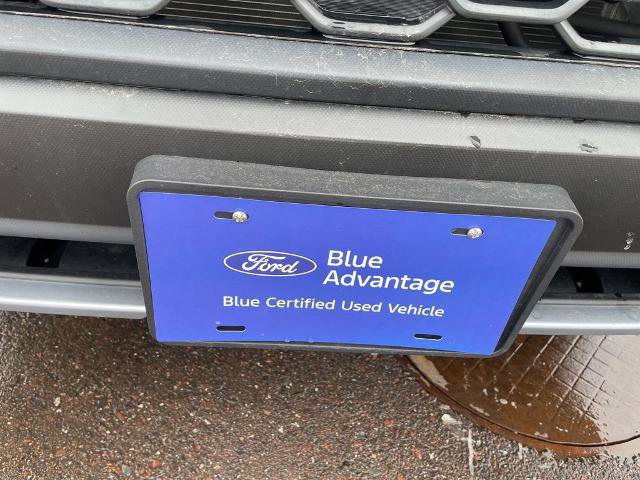 Ford
Blue
Advantage
Blue Certified Used Vehicle